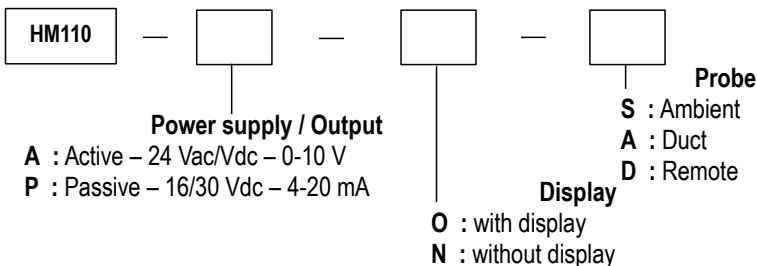 HM110 — —  —
Power supply / Output
A : Active – 24 Vac/Vdc – 0-10 V
P : Passive – 16/30 Vdc – 4-20 mA
Display
O : with display
N : without display
Probe
S : Ambient
A : Duct
D : Remote